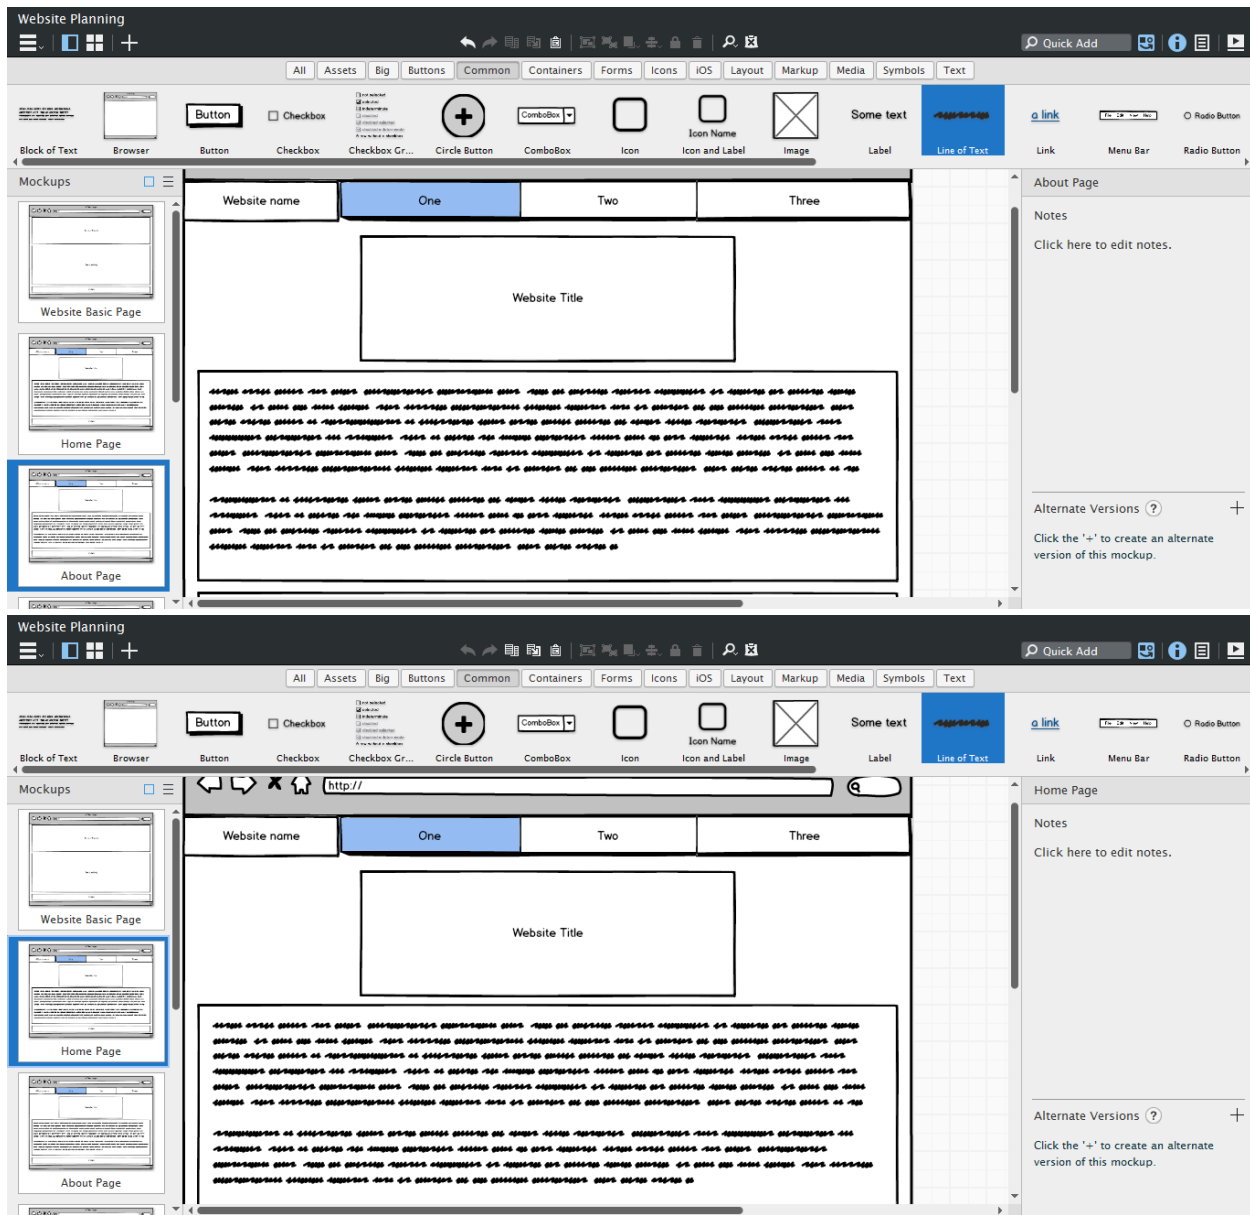 Website Planning
Quick Add
All Assets Big Buttons Common Containers Forms Icons iOS Layout Markup Media Symbols Text
Button
Checkbox
ComboBox
Icon Name
Some text
a link
Radio Button
Block of Text Browser Button Checkbox Checkbox Gr... Circle Button ComboBox Icon Icon and Label Image Label Line of Text Link Menu Bar Radio Button
Mockups
Website Basic Page
Home Page
About Page
Website name One Two Three
Website Title
About Page
Notes
Click here to edit notes.
Alternate Versions ?
Click the '+' to create an alternate
version of this mockup.
Website Planning
Quick Add
All Assets Big Buttons Common Containers Forms Icons iOS Layout Markup Media Symbols Text
Button
Checkbox
ComboBox
Icon Name
Some text
a link
Radio Button
Block of Text Browser Button Checkbox Checkbox Gr... Circle Button ComboBox Icon Icon and Label Image Label Line of Text Link Menu Bar Radio Button
Mockups
Website Basic Page
Home Page
About Page
http://
Website name One Two Three
Website Title
Home Page
Notes
Click here to edit notes.
Alternate Versions ?
Click the '+' to create an alternate
version of this mockup.